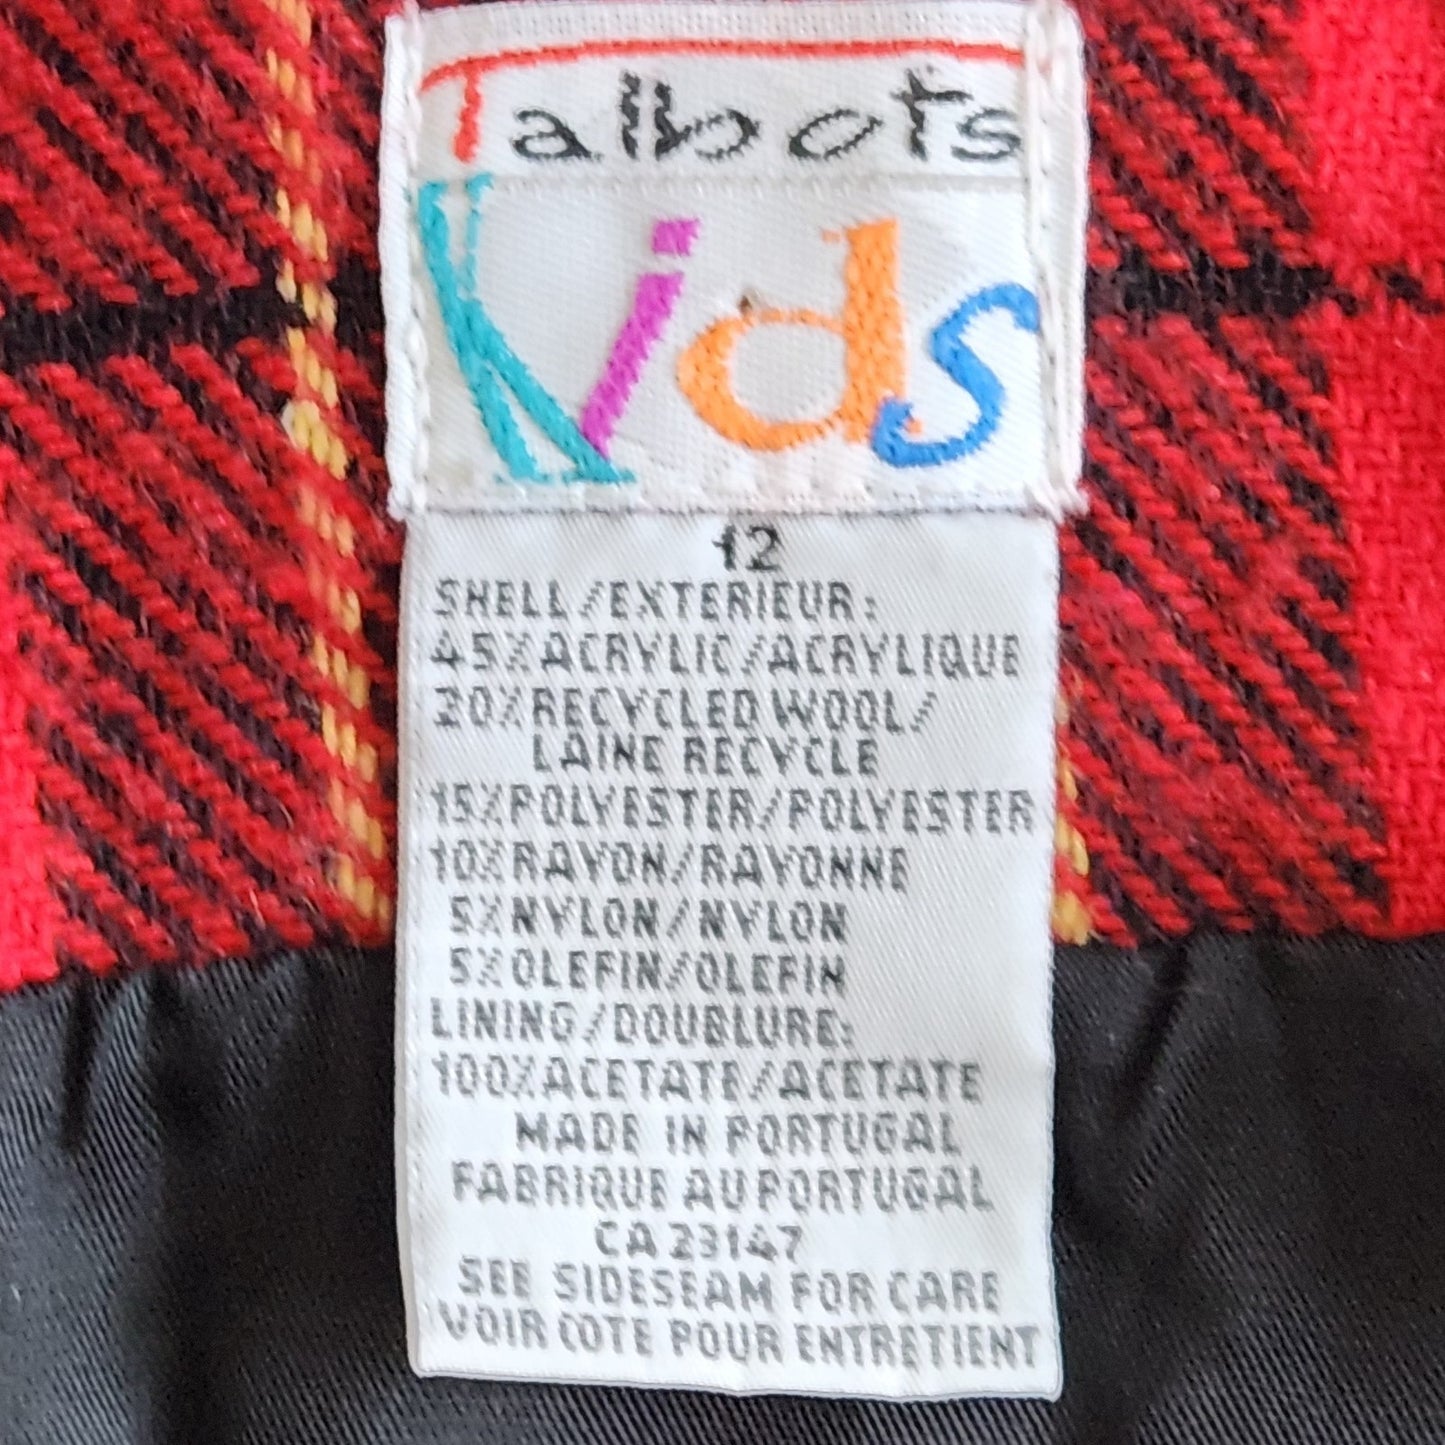 Talbots
Kids
12
SHELL/EXTERIEUR:
45%ACRYLIC/ACRYLIQUE
20%RECYCLED WOOL/
LAINE RECYCLE
15%POLYESTER/POLYESTER
10%RAYON/RAYONNE
5%NYLON/NYLON
5%OLEFIN/OLEFIN
LINING/DOUBLURE:
100%ACETATE/ACETATE
MADE IN PORTUGAL
FABRIQUE AU PORTUGAL
CA 23147
SEE SIDESEAM FOR CARE
VOIR COTE POUR ENTRETIENT